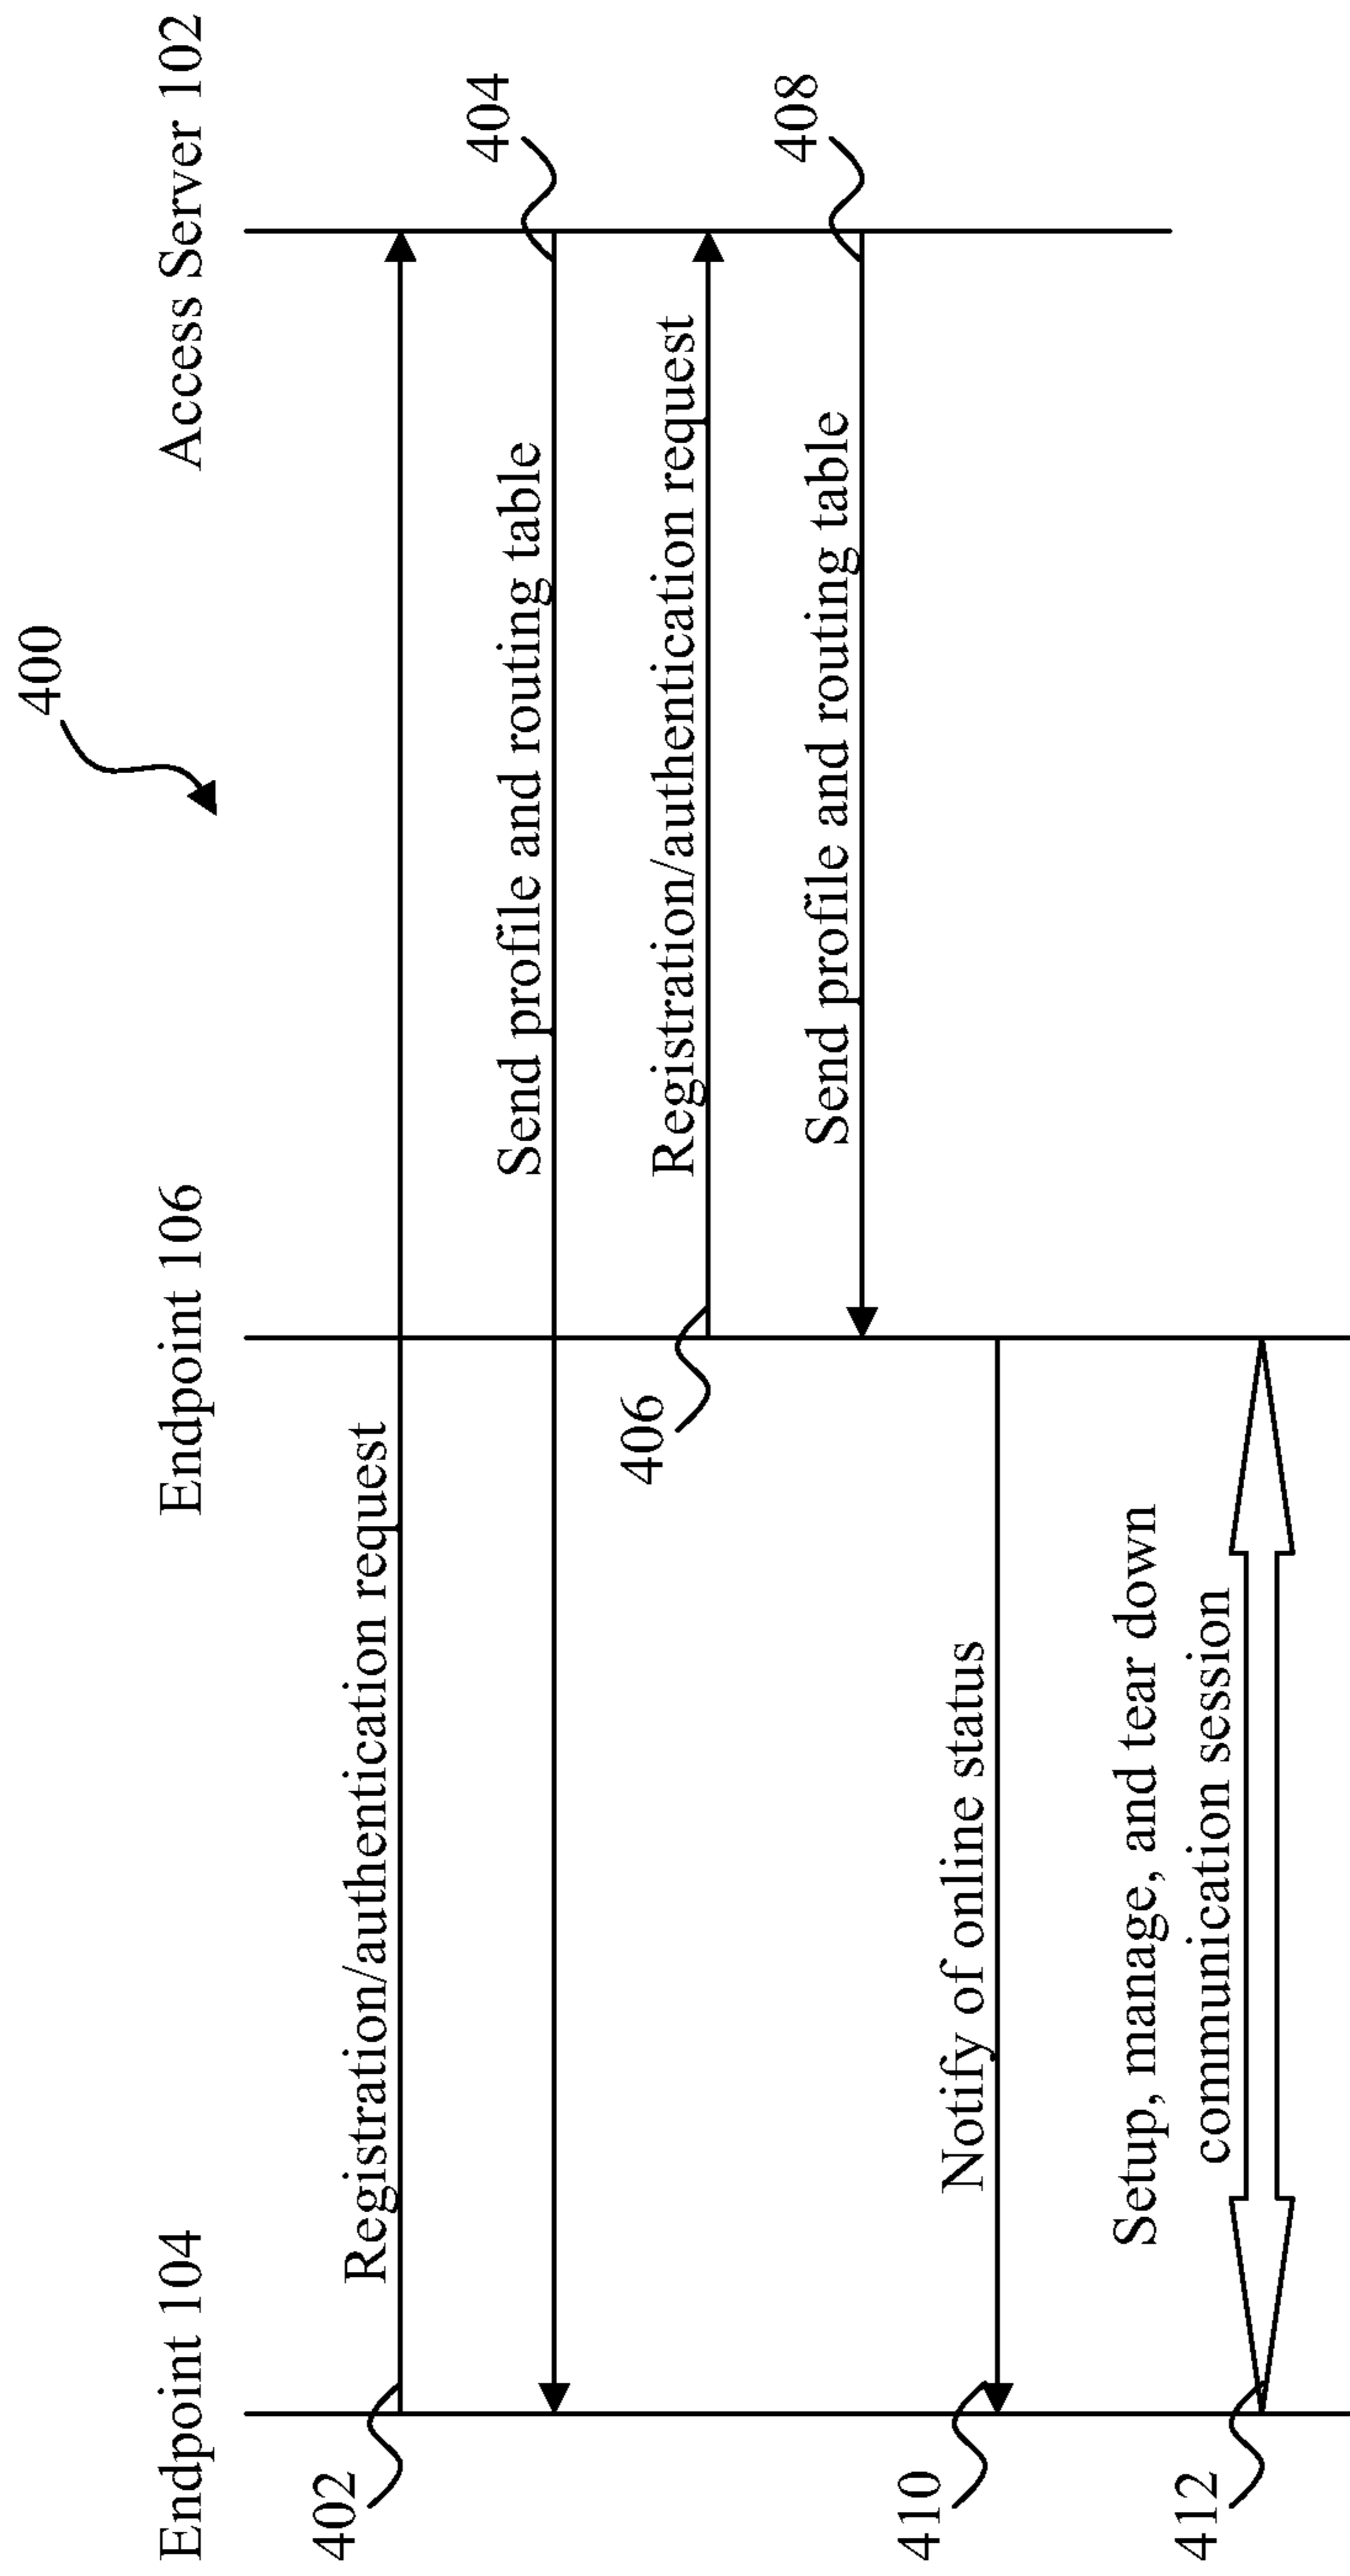 400
Endpoint 104
Endpoint 106
Access Server 102
402
Registration/authentication request
404
Send profile and routing table
406
Registration/authentication request
408
Send profile and routing table
410
Notify of online status
412
Setup, manage, and tear down
communication session